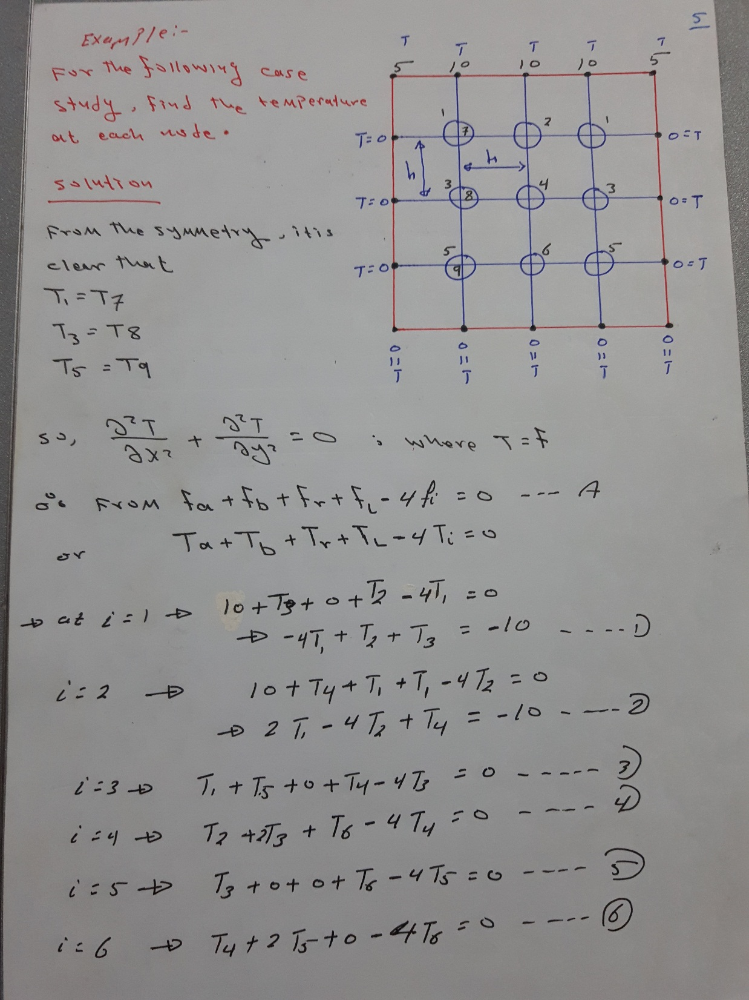 5
Example:-
For the following case
study, find the temperature
at each node.
T T T T T
5 10 10 10 5
1 7 2 1
T=0 0=T
h h
3 8 4 3
T=0 0=T
5 9 6 5
T=0 0=T
0=T 0=T 0=T 0=T 0=T
solution
From the symmetry, it is
clear that
T₁ = T7
T₃ = T8
T5 = T9
so, ∂²T/∂x² + ∂²T/∂y² = 0 ; where T = f
∴ From fa + fb + fr + fL - 4fi = 0 --- A
or Ta + Tb + Tr + TL - 4Ti = 0
→ at i=1 → 10 + T3 + 0 + T2 - 4T₁ = 0
→ -4T₁ + T₂ + T₃ = -10 ----1)
i=2 → 10 + T4 + T₁ + T₁ - 4T2 = 0
→ 2T₁ - 4T₂ + T4 = -10 ----2)
i=3 → T₁ + T5 + 0 + T4 - 4T3 = 0 -----3)
i=4 → T2 + 2T3 + T6 - 4T4 = 0 ----4)
i=5 → T3 + 0 + 0 + T6 - 4T5 = 0 ----5)
i=6 → T4 + 2T5 + 0 - 4T6 = 0 ----6)